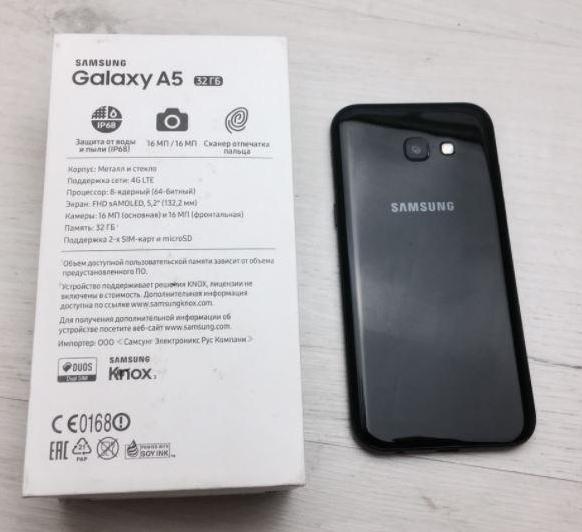 SAMSUNG
Galaxy A5 32 ГБ
IP68
Защита от воды
и пыли (IP68)
16 МП / 16 МП
Сканер отпечатка
пальца
Корпус: Металл и стекло
Поддержка сети: 4G LTE
Процессор: 8-ядерный (64-битный)
Экран: FHD sAMOLED, 5,2" (132,2 мм)
Камеры: 16 МП (основная) и 16 МП (фронтальная)
Память: 32 ГБ
Поддержка 2-х SIM-карт и microSD
Объем доступной пользовательской памяти зависит от объема
предустановленного ПО.
Устройство поддерживает решения KNOX, лицензии не
включены в стоимость. Дополнительная информация
доступна по ссылке www.samsungknox.com.
Для получения дополнительной информации об
устройстве посетите веб-сайт www.samsung.com.
Импортер: ООО <Самсунг Электроникс Рус Компани>
DUOS
Dual SIM
SAMSUNG
Knox
CE0168
EAC
21
PAP
PRINTED WITH
SOY INK
SAMSUNG